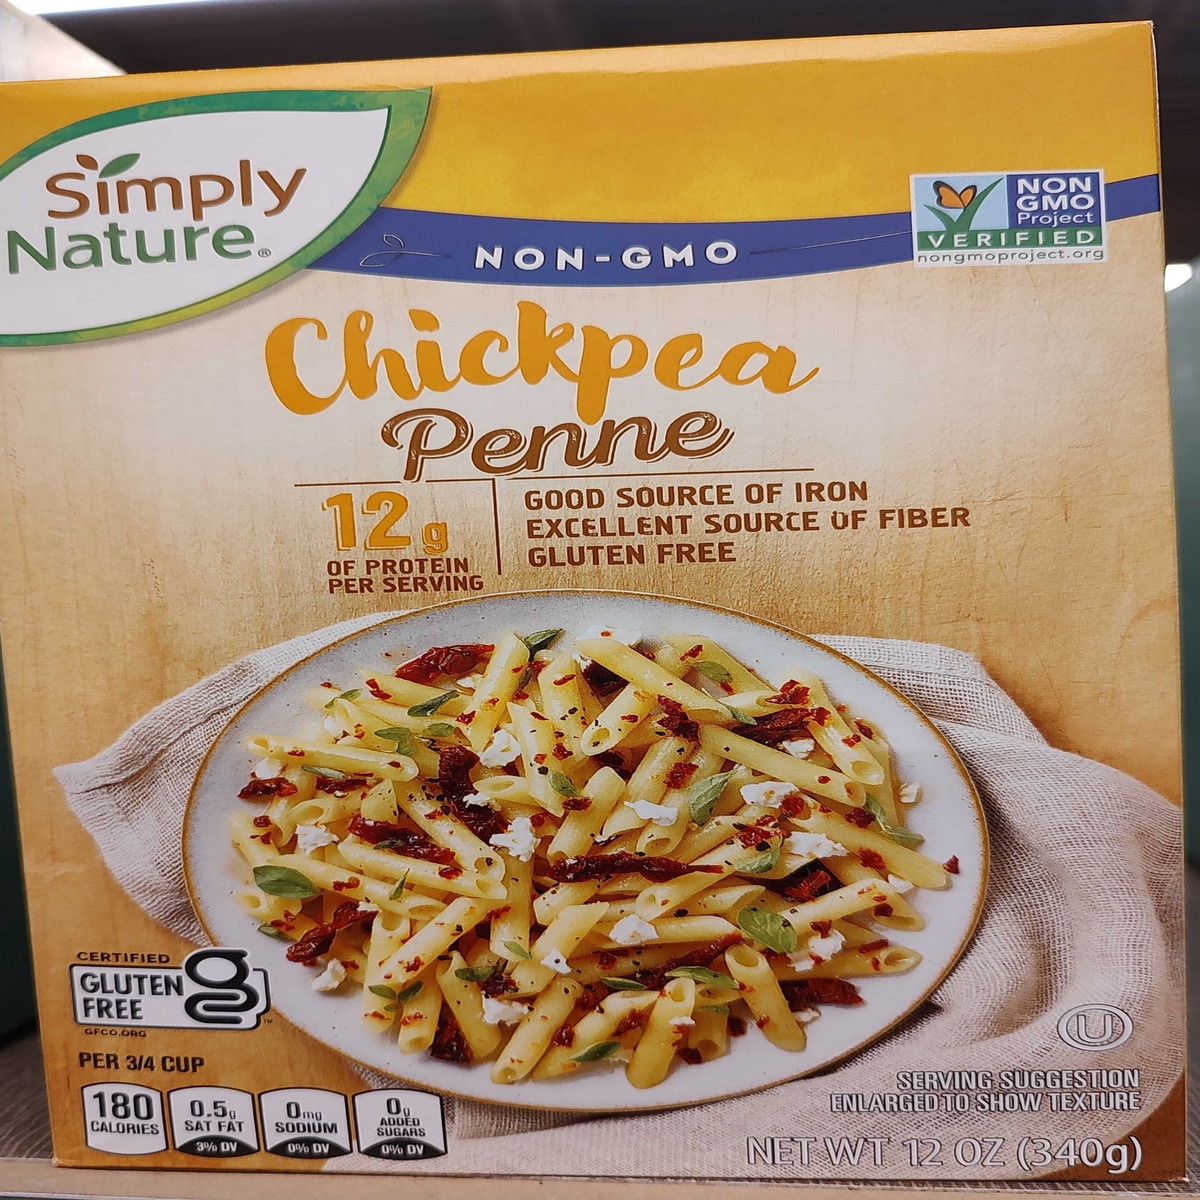 Simply
Nature®
NON-GMO
NON
GMO
Project
VERIFIED
nongmoproject.org
Chickpea
Penne
12g
OF PROTEIN
PER SERVING
GOOD SOURCE OF IRON
EXCELLENT SOURCE OF FIBER
GLUTEN FREE
CERTIFIED
GLUTEN
FREE
g
™
GFCO.ORG
U
PER 3/4 CUP
180
CALORIES
0.5g
SAT FAT
3% DV
0mg
SODIUM
0% DV
0g
ADDED
SUGARS
0% DV
SERVING SUGGESTION
ENLARGED TO SHOW TEXTURE
NET WT 12 OZ (340g)